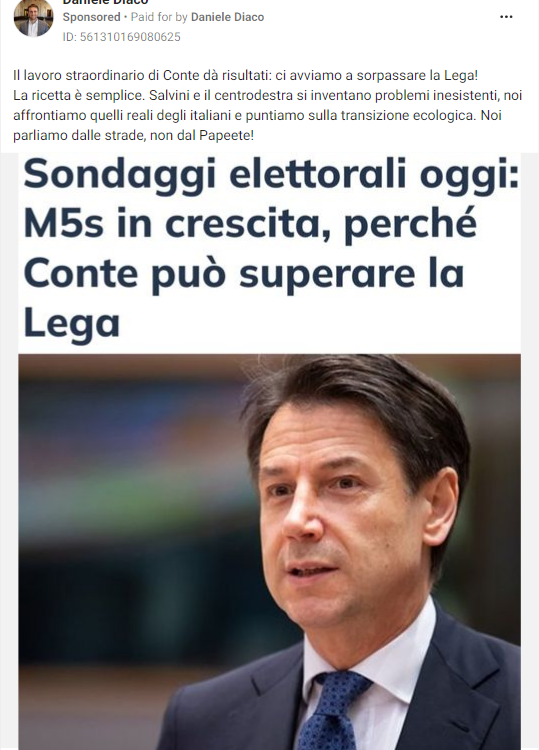 Daniele Diaco
Sponsored • Paid for by Daniele Diaco
ID: 561310169080625
Il lavoro straordinario di Conte dà risultati: ci avviamo a sorpassare la Lega!
La ricetta è semplice. Salvini e il centrodestra si inventano problemi inesistenti, noi
affrontiamo quelli reali degli italiani e puntiamo sulla transizione ecologica. Noi
parliamo dalle strade, non dal Papeete!
Sondaggi elettorali oggi:
M5s in crescita, perché
Conte può superare la
Lega